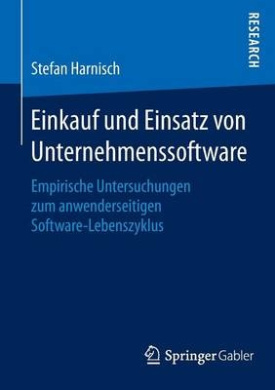 RESEARCH
Stefan Harnisch
Einkauf und Einsatz von
Unternehmenssoftware
Empirische Untersuchungen
zum anwenderseitigen
Software-Lebenszyklus
Springer Gabler